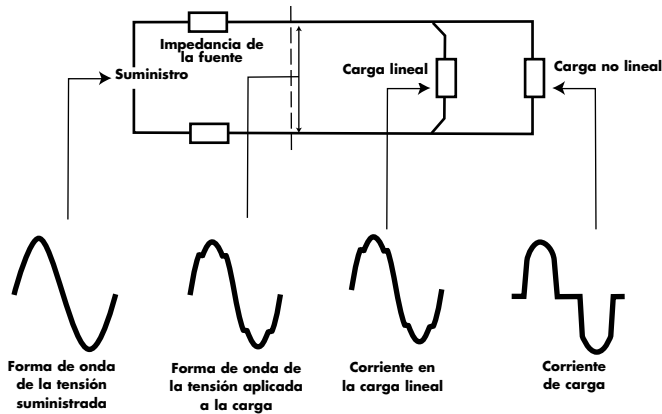 Impedancia de
la fuente
Suministro
Carga lineal
Carga no lineal
Forma de onda
de la tensión
suministrada
Forma de onda de
la tensión aplicada
a la carga
Corriente en
la carga lineal
Corriente
de carga